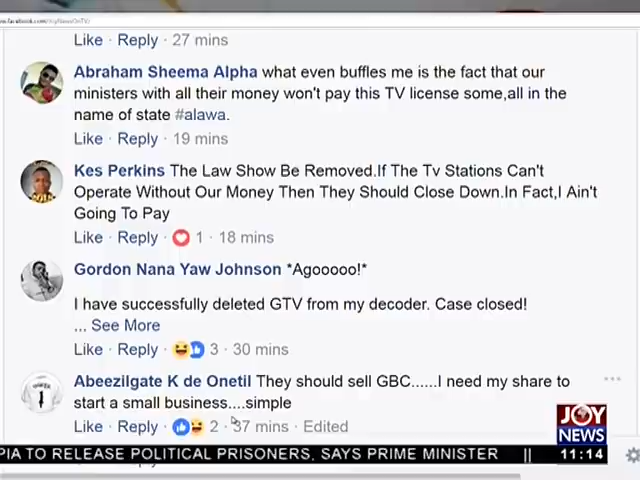 Like · Reply · 27 mins
Abraham Sheema Alpha what even buffles me is the fact that our
ministers with all their money won't pay this TV license some,all in the
name of state #alawa.
Like · Reply · 19 mins
Kes Perkins The Law Show Be Removed.If The Tv Stations Can't
Operate Without Our Money Then They Should Close Down.In Fact,I Ain't
Going To Pay
Like · Reply · 1 · 18 mins
Gordon Nana Yaw Johnson *Agooooo!*
I have successfully deleted GTV from my decoder. Case closed!
... See More
Like · Reply · 3 · 30 mins
Abeezilgate K de Onetil They should sell GBC......I need my share to
start a small business....simple
Like · Reply · 2 · 37 mins · Edited
JOY
NEWS
PIA TO RELEASE POLITICAL PRISONERS, SAYS PRIME MINISTER || 11:14